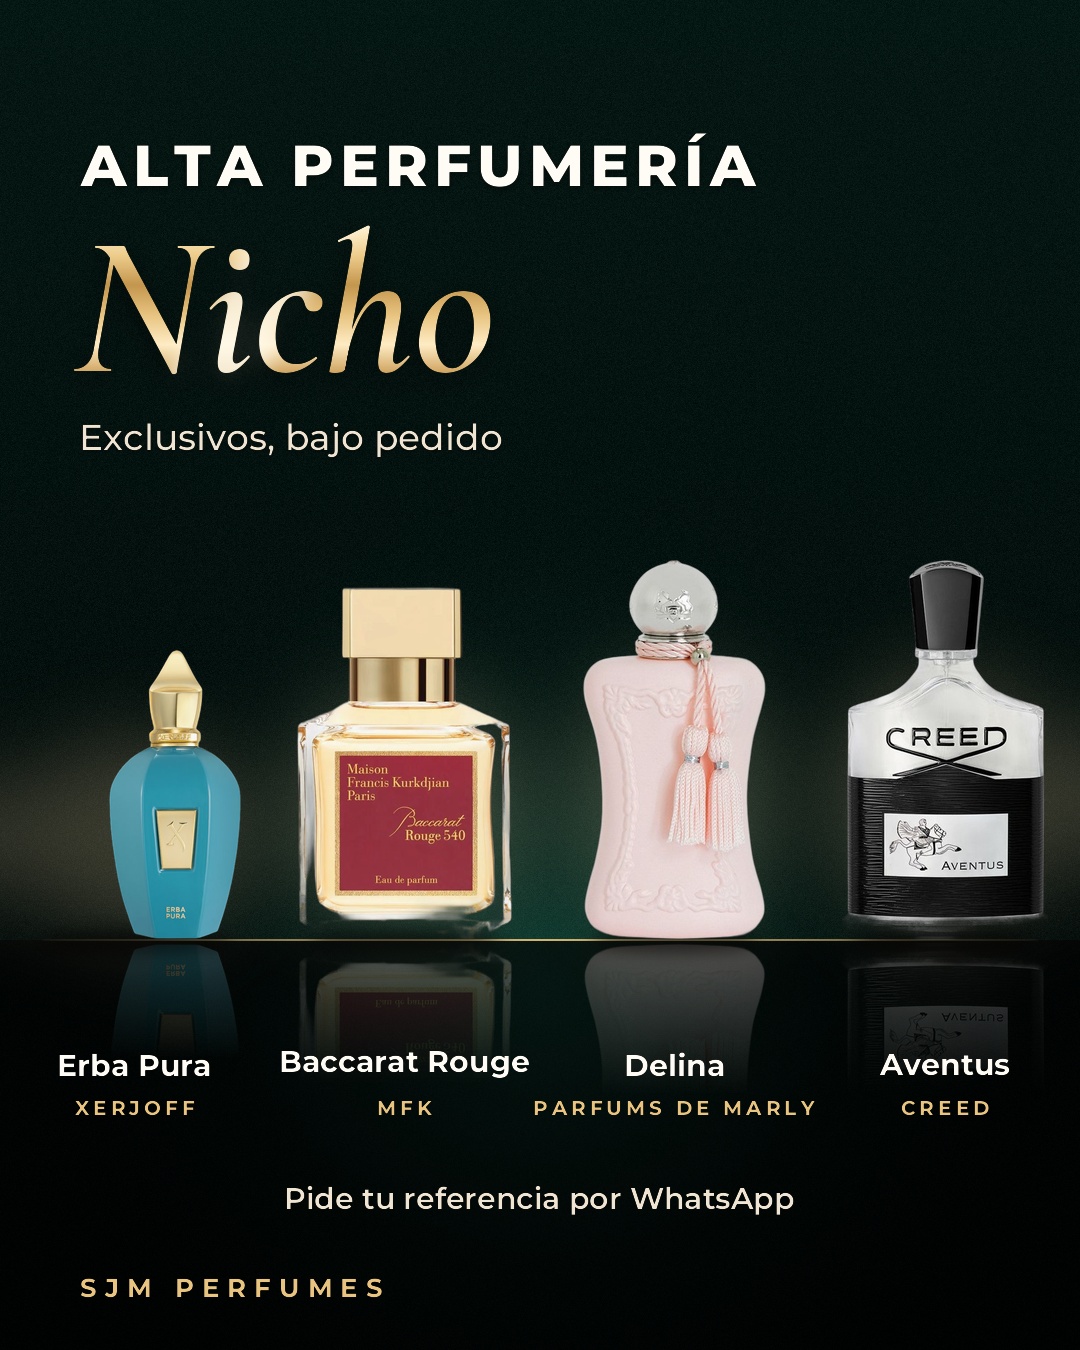 ALTA PERFUMERÍA
Nicho
Exclusivos, bajo pedido
Maison
Francis Kurkdjian
Paris
Baccarat
Rouge 540
Eau de parfum
CREED
AVENTUS
ERBA
PURA
Erba Pura
XERJOFF
Baccarat Rouge
MFK
Delina
PARFUMS DE MARLY
Aventus
CREED
Pide tu referencia por WhatsApp
SJM PERFUMES